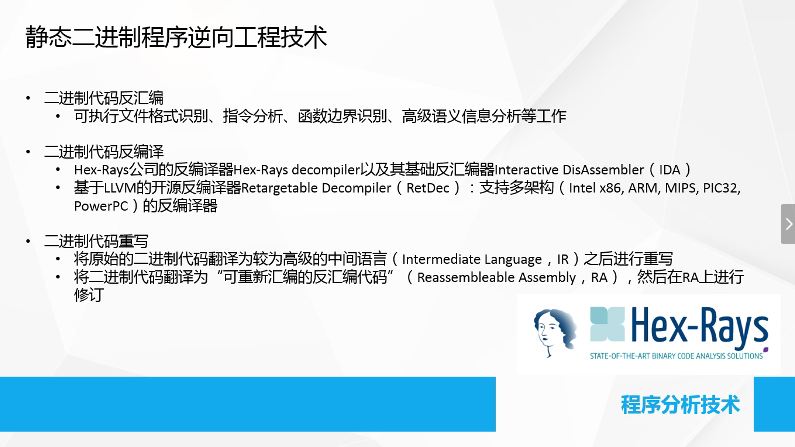 静态二进制程序逆向工程技术
• 二进制代码反汇编
• 可执行文件格式识别、指令分析、函数边界识别、高级语义信息分析等工作
• 二进制代码反编译
• Hex-Rays公司的反编译器Hex-Rays decompiler以及其基础反汇编器Interactive DisAssembler（IDA）
• 基于LLVM的开源反编译器Retargetable Decompiler（RetDec）：支持多架构（Intel x86, ARM, MIPS, PIC32,
PowerPC）的反编译器
• 二进制代码重写
• 将原始的二进制代码翻译为较为高级的中间语言（Intermediate Language，IR）之后进行重写
• 将二进制代码翻译为“可重新汇编的反汇编代码”（Reassembleable Assembly，RA），然后在RA上进行
修订
Hex-Rays
STATE-OF-THE-ART BINARY CODE ANALYSIS SOLUTIONS
程序分析技术